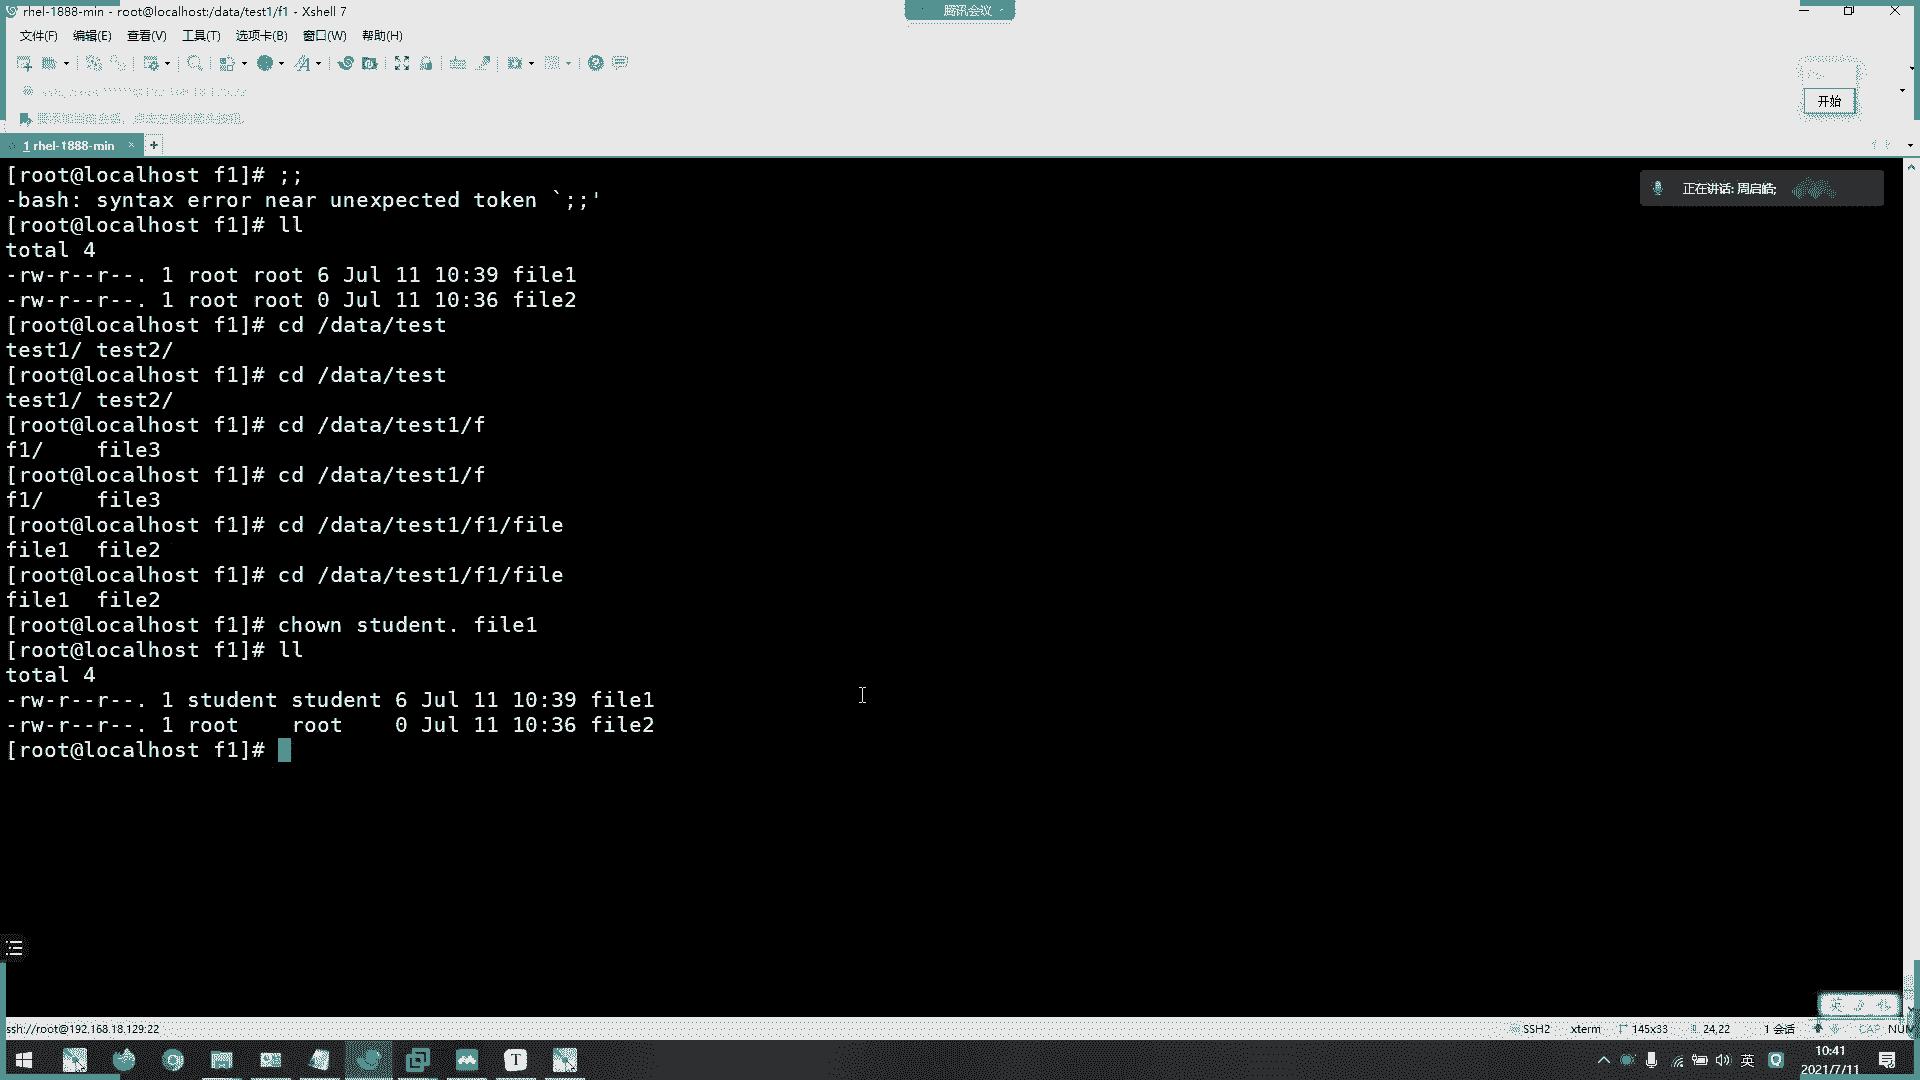 rhel-1888-min - root@localhost:/data/test1/f1 - Xshell 7
腾讯会议
文件(F) 编辑(E) 查看(V) 工具(T) 选项卡(B) 窗口(W) 帮助(H)
开始
1 rhel-1888-min × +
正在讲话: 周启皓;
[root@localhost f1]# ;;
-bash: syntax error near unexpected token `;;'
[root@localhost f1]# ll
total 4
-rw-r--r--. 1 root root 6 Jul 11 10:39 file1
-rw-r--r--. 1 root root 0 Jul 11 10:36 file2
[root@localhost f1]# cd /data/test
test1/ test2/
[root@localhost f1]# cd /data/test
test1/ test2/
[root@localhost f1]# cd /data/test1/f
f1/    file3
[root@localhost f1]# cd /data/test1/f
f1/    file3
[root@localhost f1]# cd /data/test1/f1/file
file1  file2
[root@localhost f1]# cd /data/test1/f1/file
file1  file2
[root@localhost f1]# chown student. file1
[root@localhost f1]# ll
total 4
-rw-r--r--. 1 student student 6 Jul 11 10:39 file1
-rw-r--r--. 1 root    root    0 Jul 11 10:36 file2
[root@localhost f1]#
英
ssh://root@192.168.18.129:22
SSH2 xterm 145x33 24,22 1 会话 CAP NUM
T
英
10:41
2021/7/11